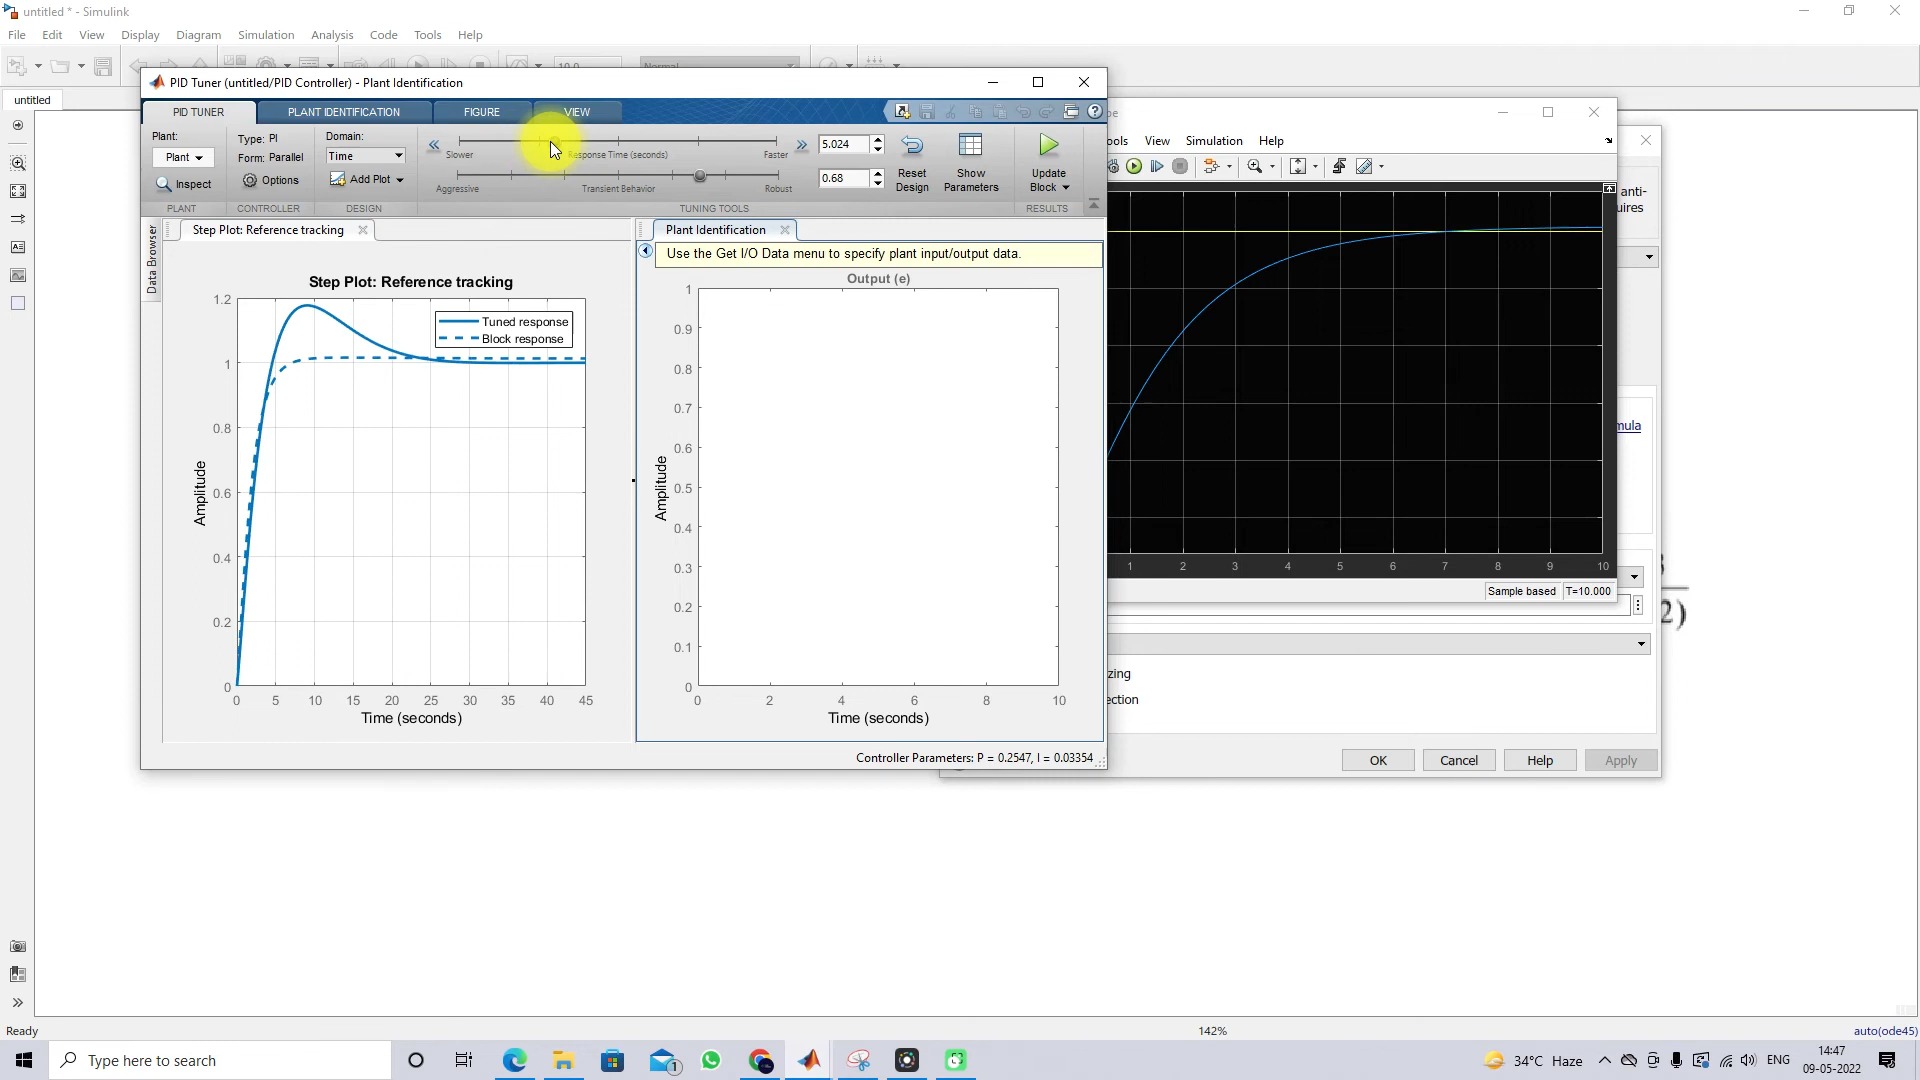 untitled * - Simulink
File Edit View Display Diagram Simulation Analysis Code Tools Help
10.0 Normal
untitled
PID Tuner (untitled/PID Controller) - Plant Identification
PID TUNER PLANT IDENTIFICATION FIGURE VIEW
Plant:
Plant
Inspect
PLANT
Type: PI
Form: Parallel
Options
CONTROLLER
Domain:
Time
Add Plot
DESIGN
Slower Response Time (seconds) Faster
5.024
Aggressive Transient Behavior Robust
0.68
TUNING TOOLS
Reset
Design
Show
Parameters
Update
Block
RESULTS
Data Browser
Step Plot: Reference tracking
Step Plot: Reference tracking
Tuned response
Block response
Amplitude
1.2
1
0.8
0.6
0.4
0.2
0
0 5 10 15 20 25 30 35 40 45
Time (seconds)
Plant Identification
Use the Get I/O Data menu to specify plant input/output data.
Output (e)
Amplitude
1
0.9
0.8
0.7
0.6
0.5
0.4
0.3
0.2
0.1
0
0 2 4 6 8 10
Time (seconds)
Controller Parameters: P = 0.2547, I = 0.03354
pe
ools View Simulation Help
1 2 3 4 5 6 7 8 9 10
Sample based T=10.000
anti-
uires
mula
2)
zing
ection
OK Cancel Help Apply
Ready 142% auto(ode45)
Type here to search
1
34°C Haze
ENG
14:47
09-05-2022